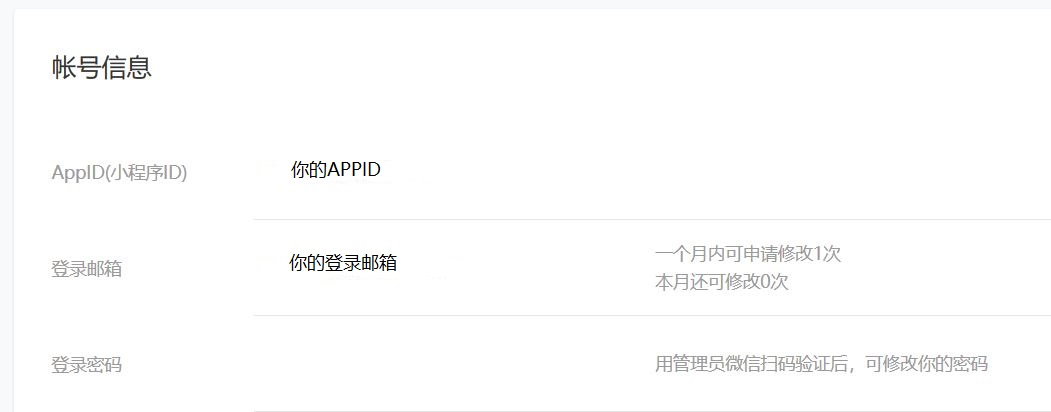 帐号信息
AppID(小程序ID)
你的APPID
登录邮箱
你的登录邮箱
一个月内可申请修改1次
本月还可修改0次
登录密码
用管理员微信扫码验证后，可修改你的密码